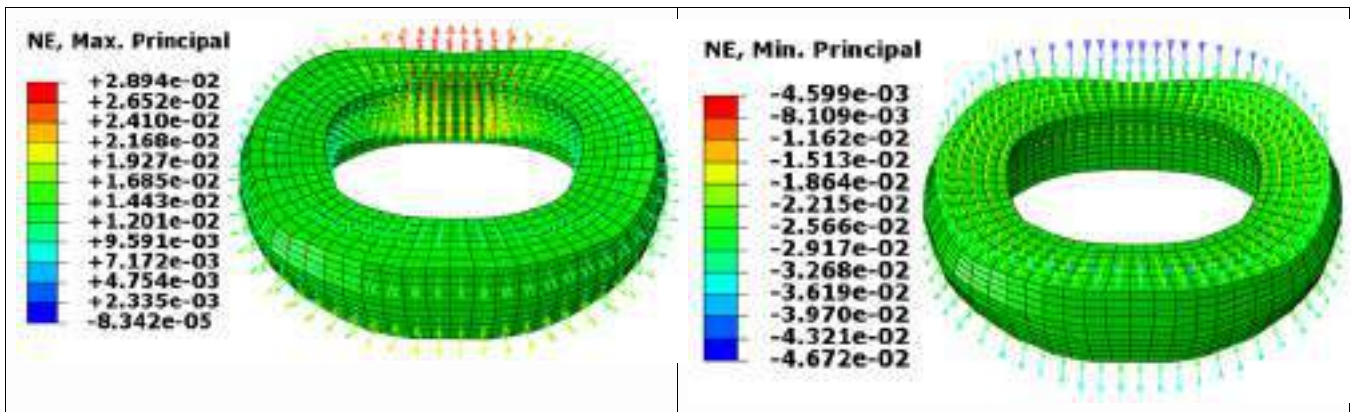 NE, Max. Principal
+2.894e-02
+2.652e-02
+2.410e-02
+2.168e-02
+1.927e-02
+1.685e-02
+1.443e-02
+1.201e-02
+9.591e-03
+7.172e-03
+4.754e-03
+2.335e-03
-8.342e-05
NE, Min. Principal
-4.599e-03
-8.109e-03
-1.162e-02
-1.513e-02
-1.864e-02
-2.215e-02
-2.566e-02
-2.917e-02
-3.268e-02
-3.619e-02
-3.970e-02
-4.321e-02
-4.672e-02